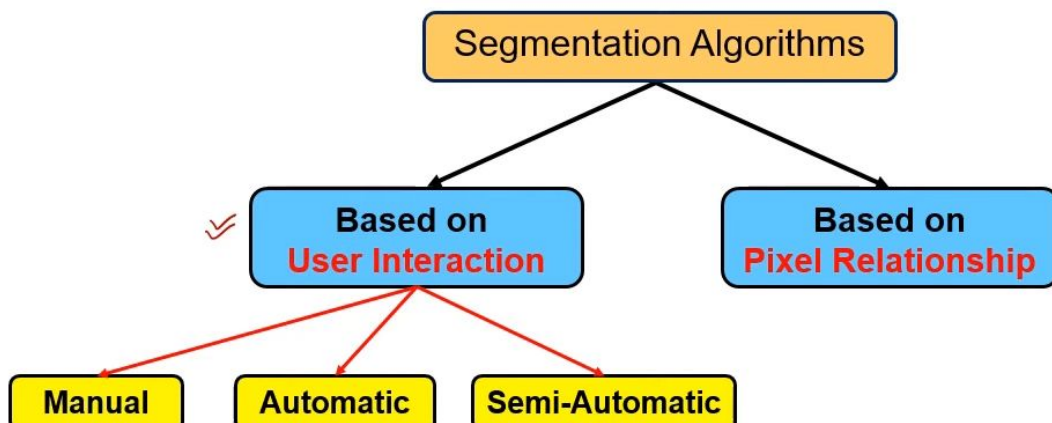 Segmentation Algorithms
Based on
User Interaction
Based on
Pixel Relationship
Manual
Automatic
Semi-Automatic